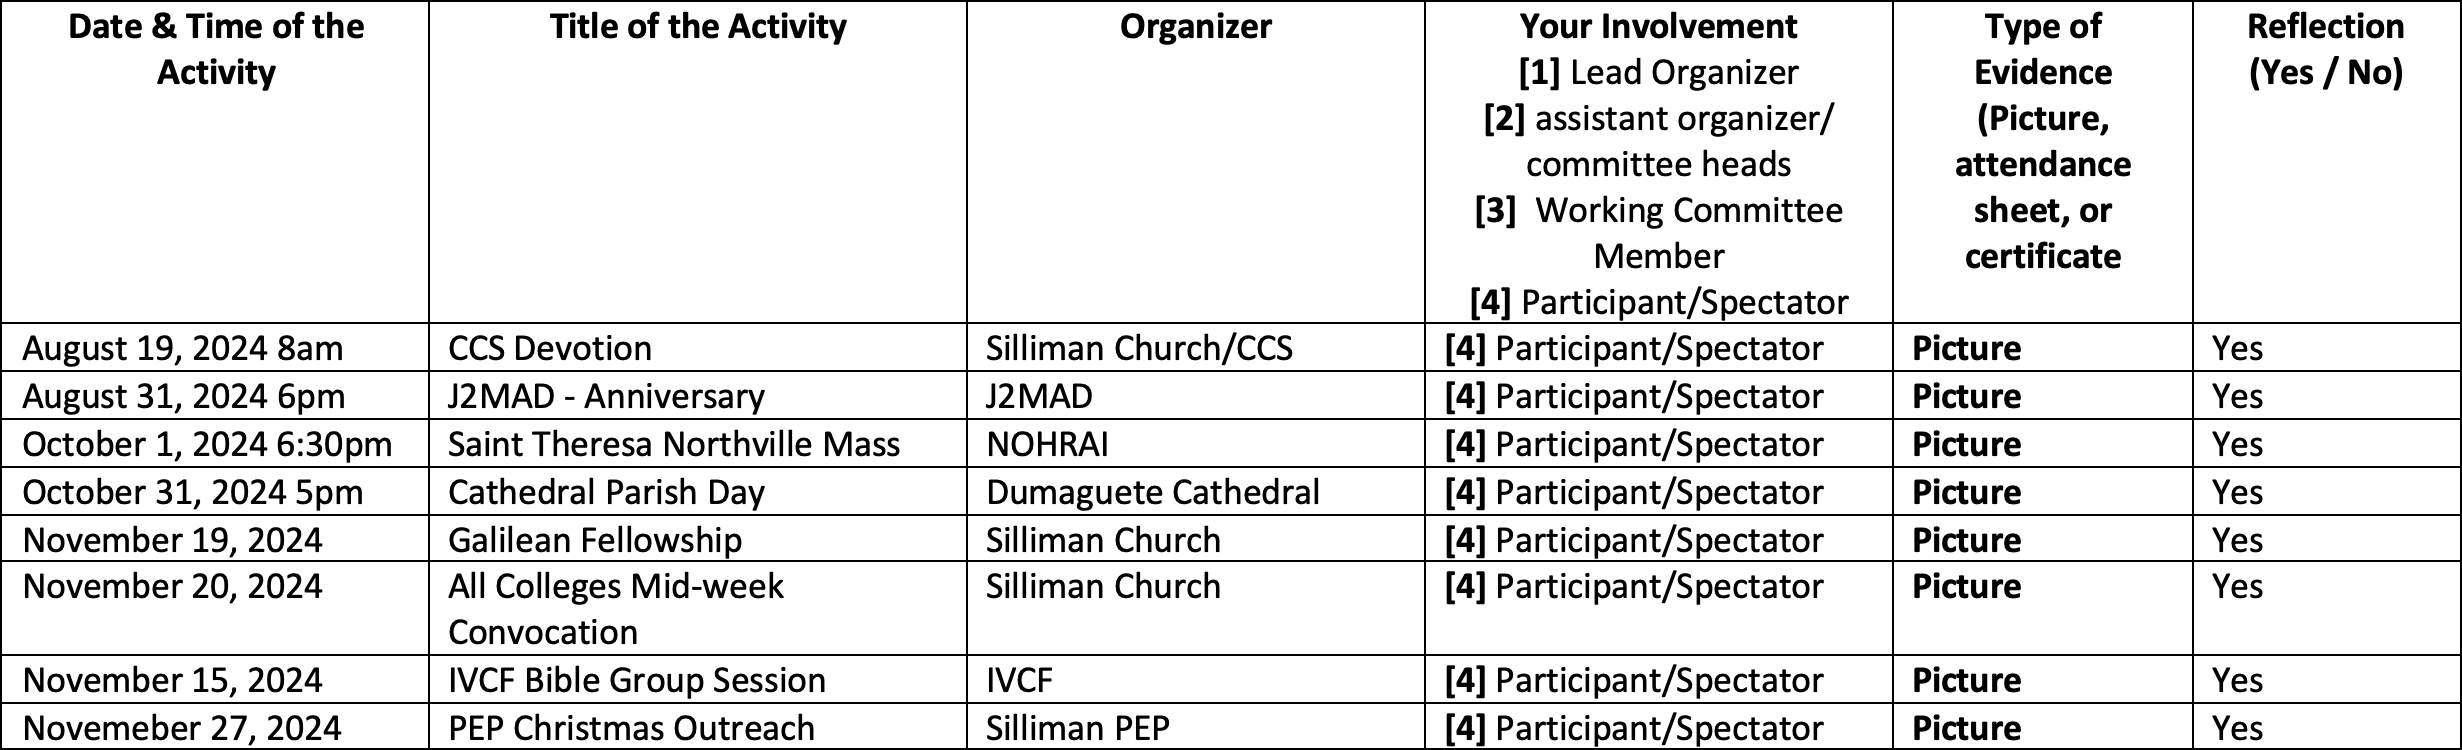 Date & Time of the
Activity
Title of the Activity
Organizer
Your Involvement
[1] Lead Organizer
[2] assistant organizer/
committee heads
[3] Working Committee
Member
[4] Participant/Spectator
Type of
Evidence
(Picture,
attendance
sheet, or
certificate
Reflection
(Yes / No)
August 19, 2024 8am CCS Devotion Silliman Church/CCS [4] Participant/Spectator Picture Yes
August 31, 2024 6pm J2MAD - Anniversary J2MAD [4] Participant/Spectator Picture Yes
October 1, 2024 6:30pm Saint Theresa Northville Mass NOHRAI [4] Participant/Spectator Picture Yes
October 31, 2024 5pm Cathedral Parish Day Dumaguete Cathedral [4] Participant/Spectator Picture Yes
November 19, 2024 Galilean Fellowship Silliman Church [4] Participant/Spectator Picture Yes
November 20, 2024 All Colleges Mid-week Silliman Church [4] Participant/Spectator Picture Yes
Convocation
November 15, 2024 IVCF Bible Group Session IVCF [4] Participant/Spectator Picture Yes
Novemeber 27, 2024 PEP Christmas Outreach Silliman PEP [4] Participant/Spectator Picture Yes